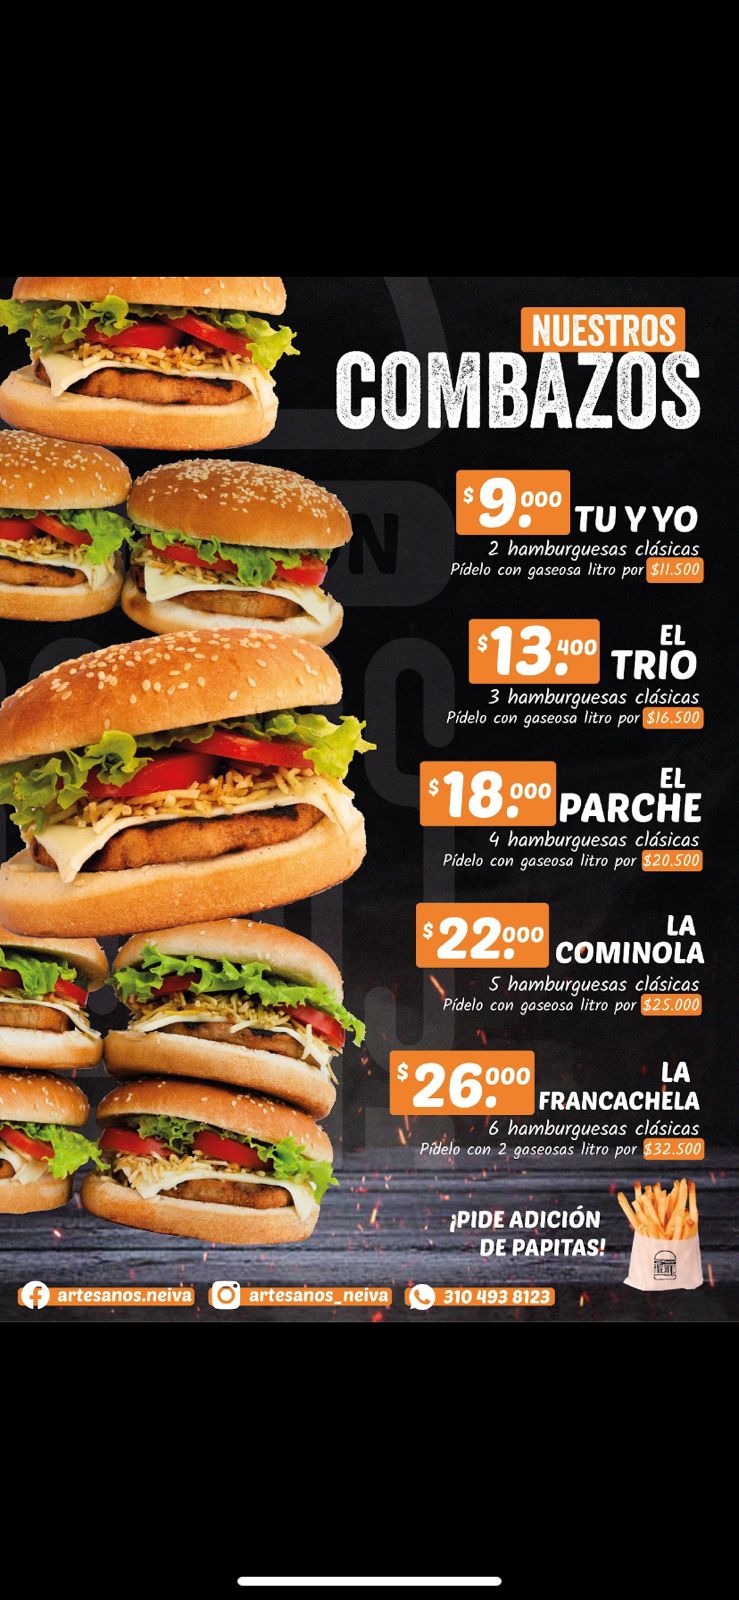 NUESTROS
COMBAZOS
$9.000 TU Y YO
2 hamburguesas clásicas
Pídelo con gaseosa litro por $11.500
$13.400 EL TRIO
3 hamburguesas clásicas
Pídelo con gaseosa litro por $16.500
$18.000 EL PARCHE
4 hamburguesas clásicas
Pídelo con gaseosa litro por $20.500
$22.000 LA COMINOLA
5 hamburguesas clásicas
Pídelo con gaseosa litro por $25.000
$26.000 LA FRANCACHELA
6 hamburguesas clásicas
Pídelo con 2 gaseosas litro por $32.500
¡PIDE ADICIÓN
DE PAPITAS!
artesanos.neiva artesanos_neiva 310 493 8123